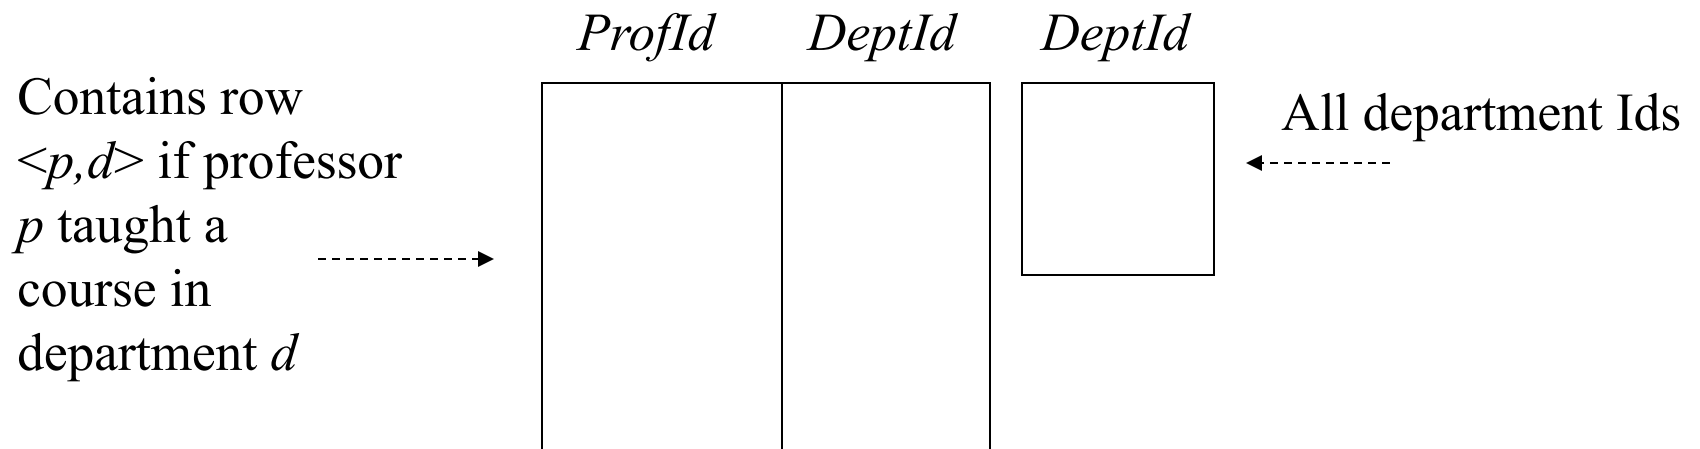 ProfId DeptId DeptId
Contains row
<p,d> if professor
p taught a
course in
department d
All department Ids